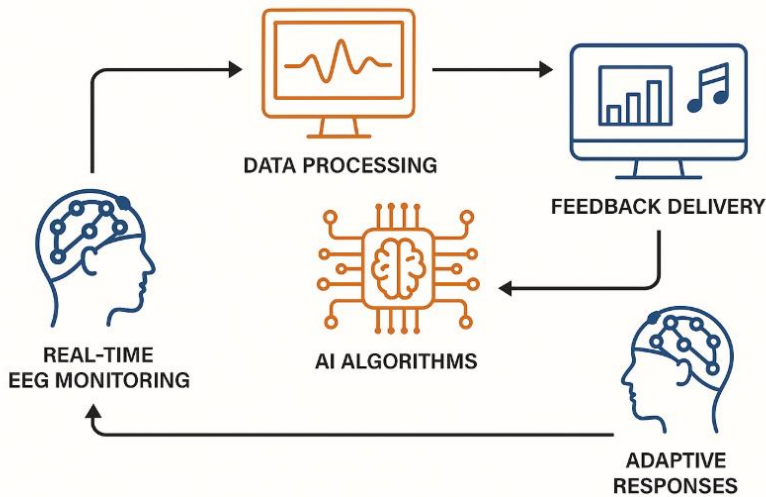 DATA PROCESSING
FEEDBACK DELIVERY
AI ALGORITHMS
REAL-TIME
EEG MONITORING
ADAPTIVE
RESPONSES